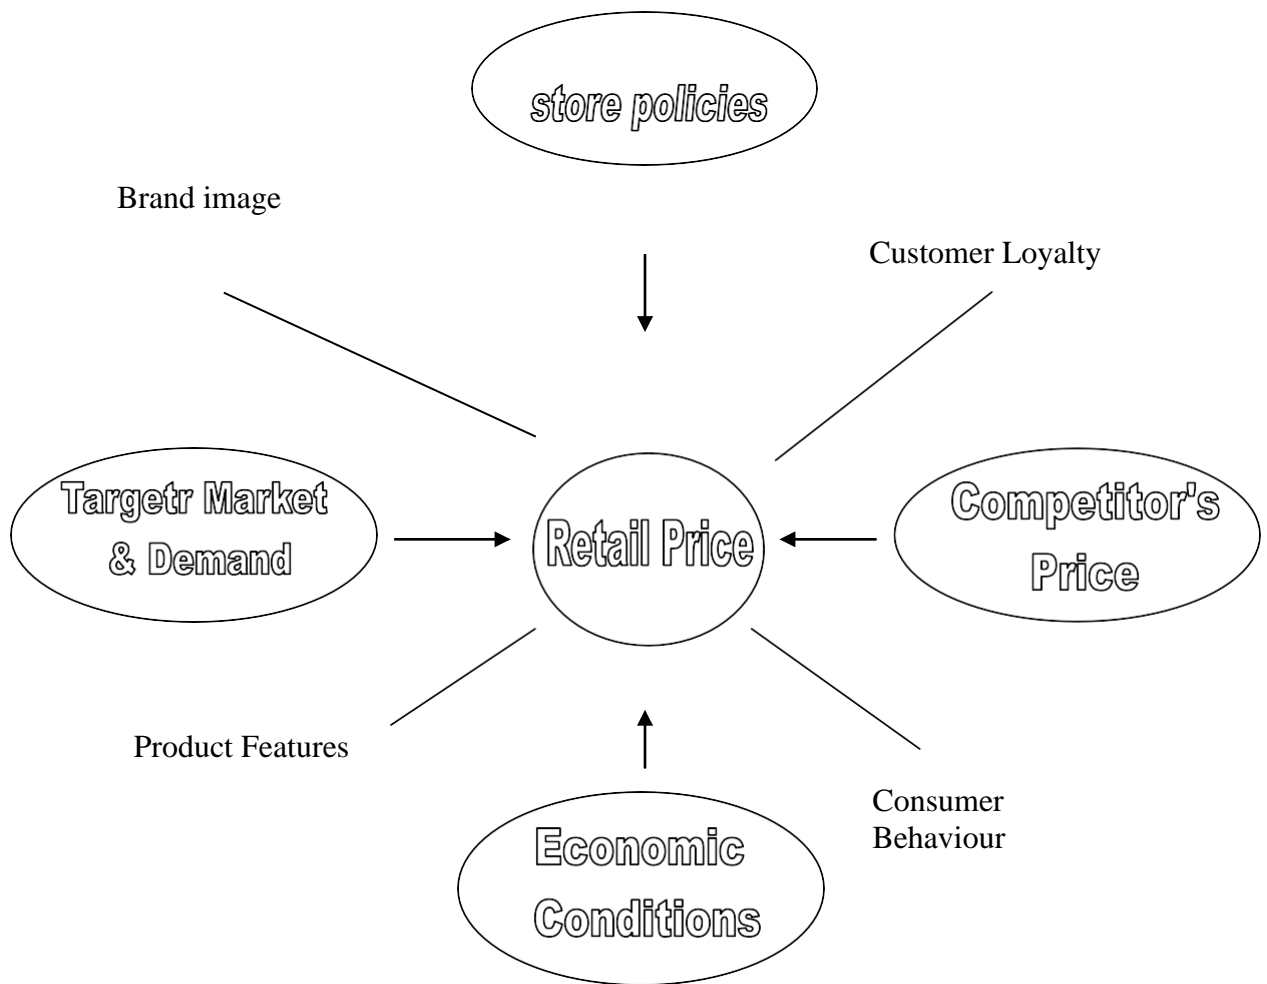 store policies
Brand image
Customer Loyalty
Targetr Market
& Demand
Retail Price
Competitor's
Price
Product Features
Consumer
Behaviour
Economic
Conditions